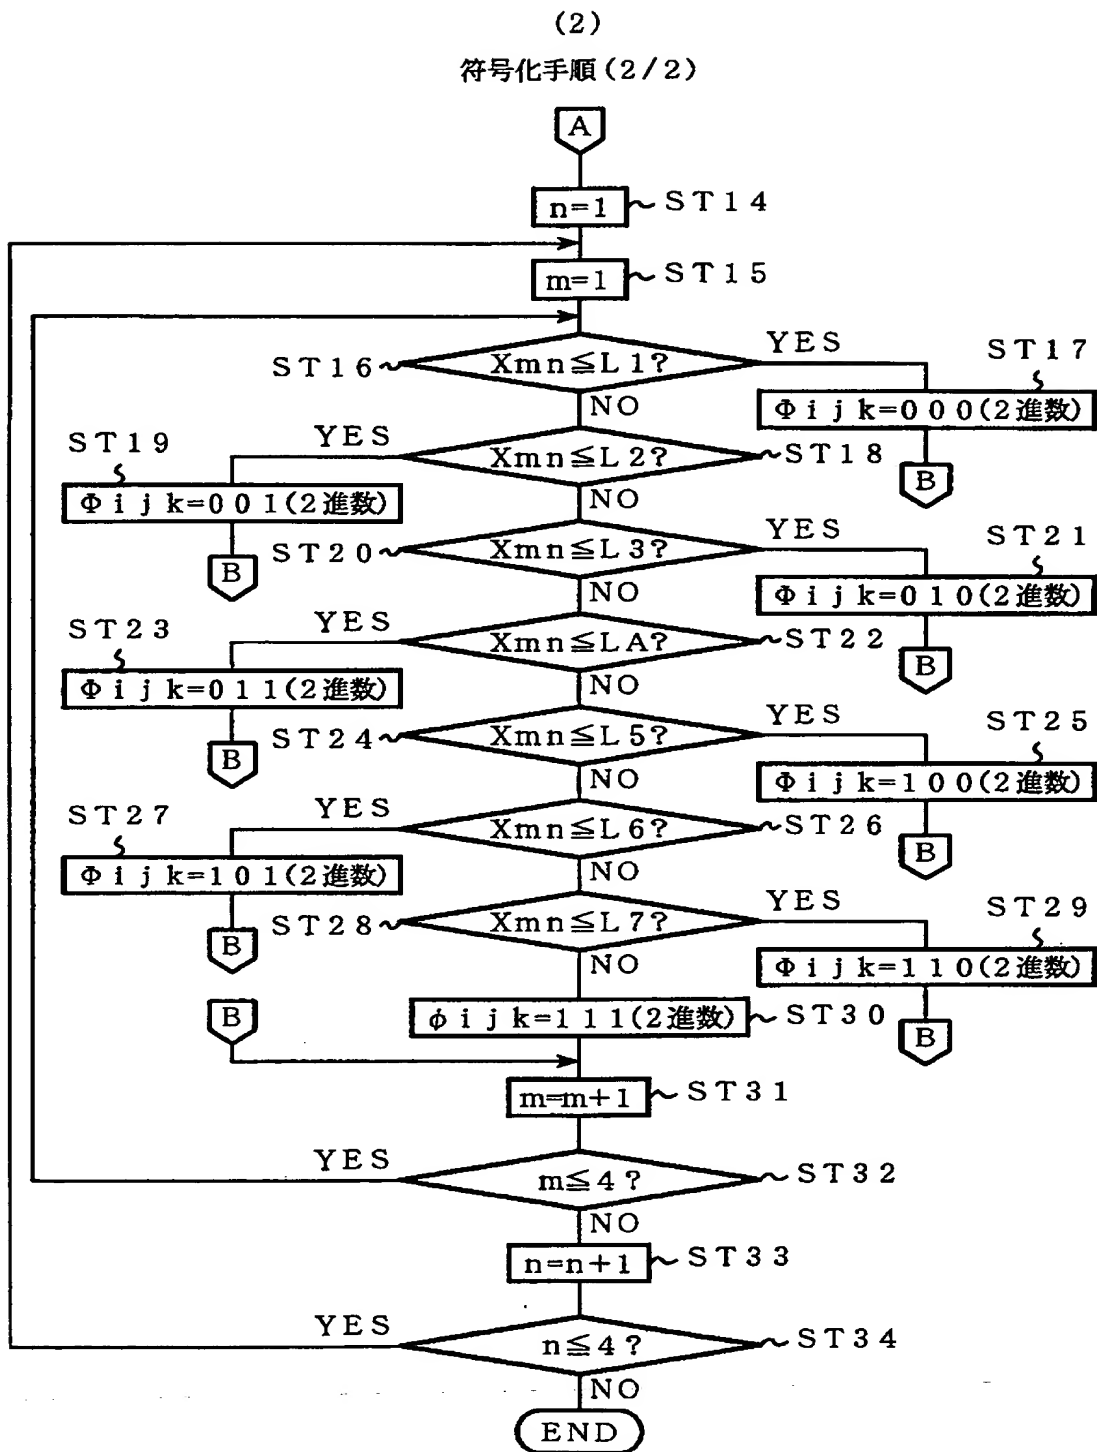 (2)
符号化手順(2/2)
A
n=1 ST14
m=1 ST15
ST16 Xmn≦L1? YES ST17
NO Φijk=000(2進数)
ST19 YES Xmn≦L2? ST18 B
Φijk=001(2進数) NO
B ST20 Xmn≦L3? YES ST21
NO Φijk=010(2進数)
ST23 YES Xmn≦LA? ST22 B
Φijk=011(2進数) NO
B ST24 Xmn≦L5? YES ST25
NO Φijk=100(2進数)
ST27 YES Xmn≦L6? ST26 B
Φijk=101(2進数) NO
B ST28 Xmn≦L7? YES ST29
NO Φijk=110(2進数)
B ϕijk=111(2進数) ST30 B
m=m+1 ST31
YES m≦4? ST32
NO
n=n+1 ST33
YES n≦4? ST34
NO
END